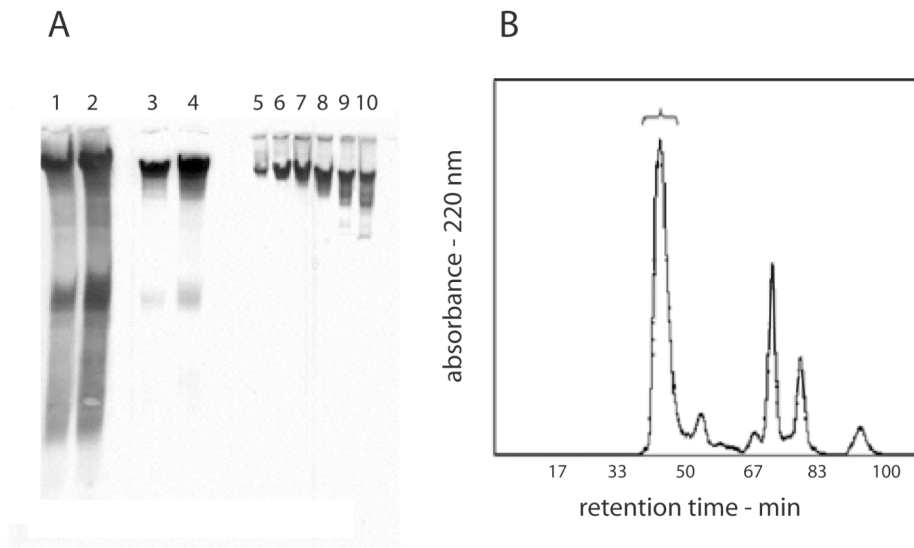 A
B
1 2 3 4 5 6 7 8 9 10
absorbance - 220 nm
17 33 50 67 83 100
retention time - min